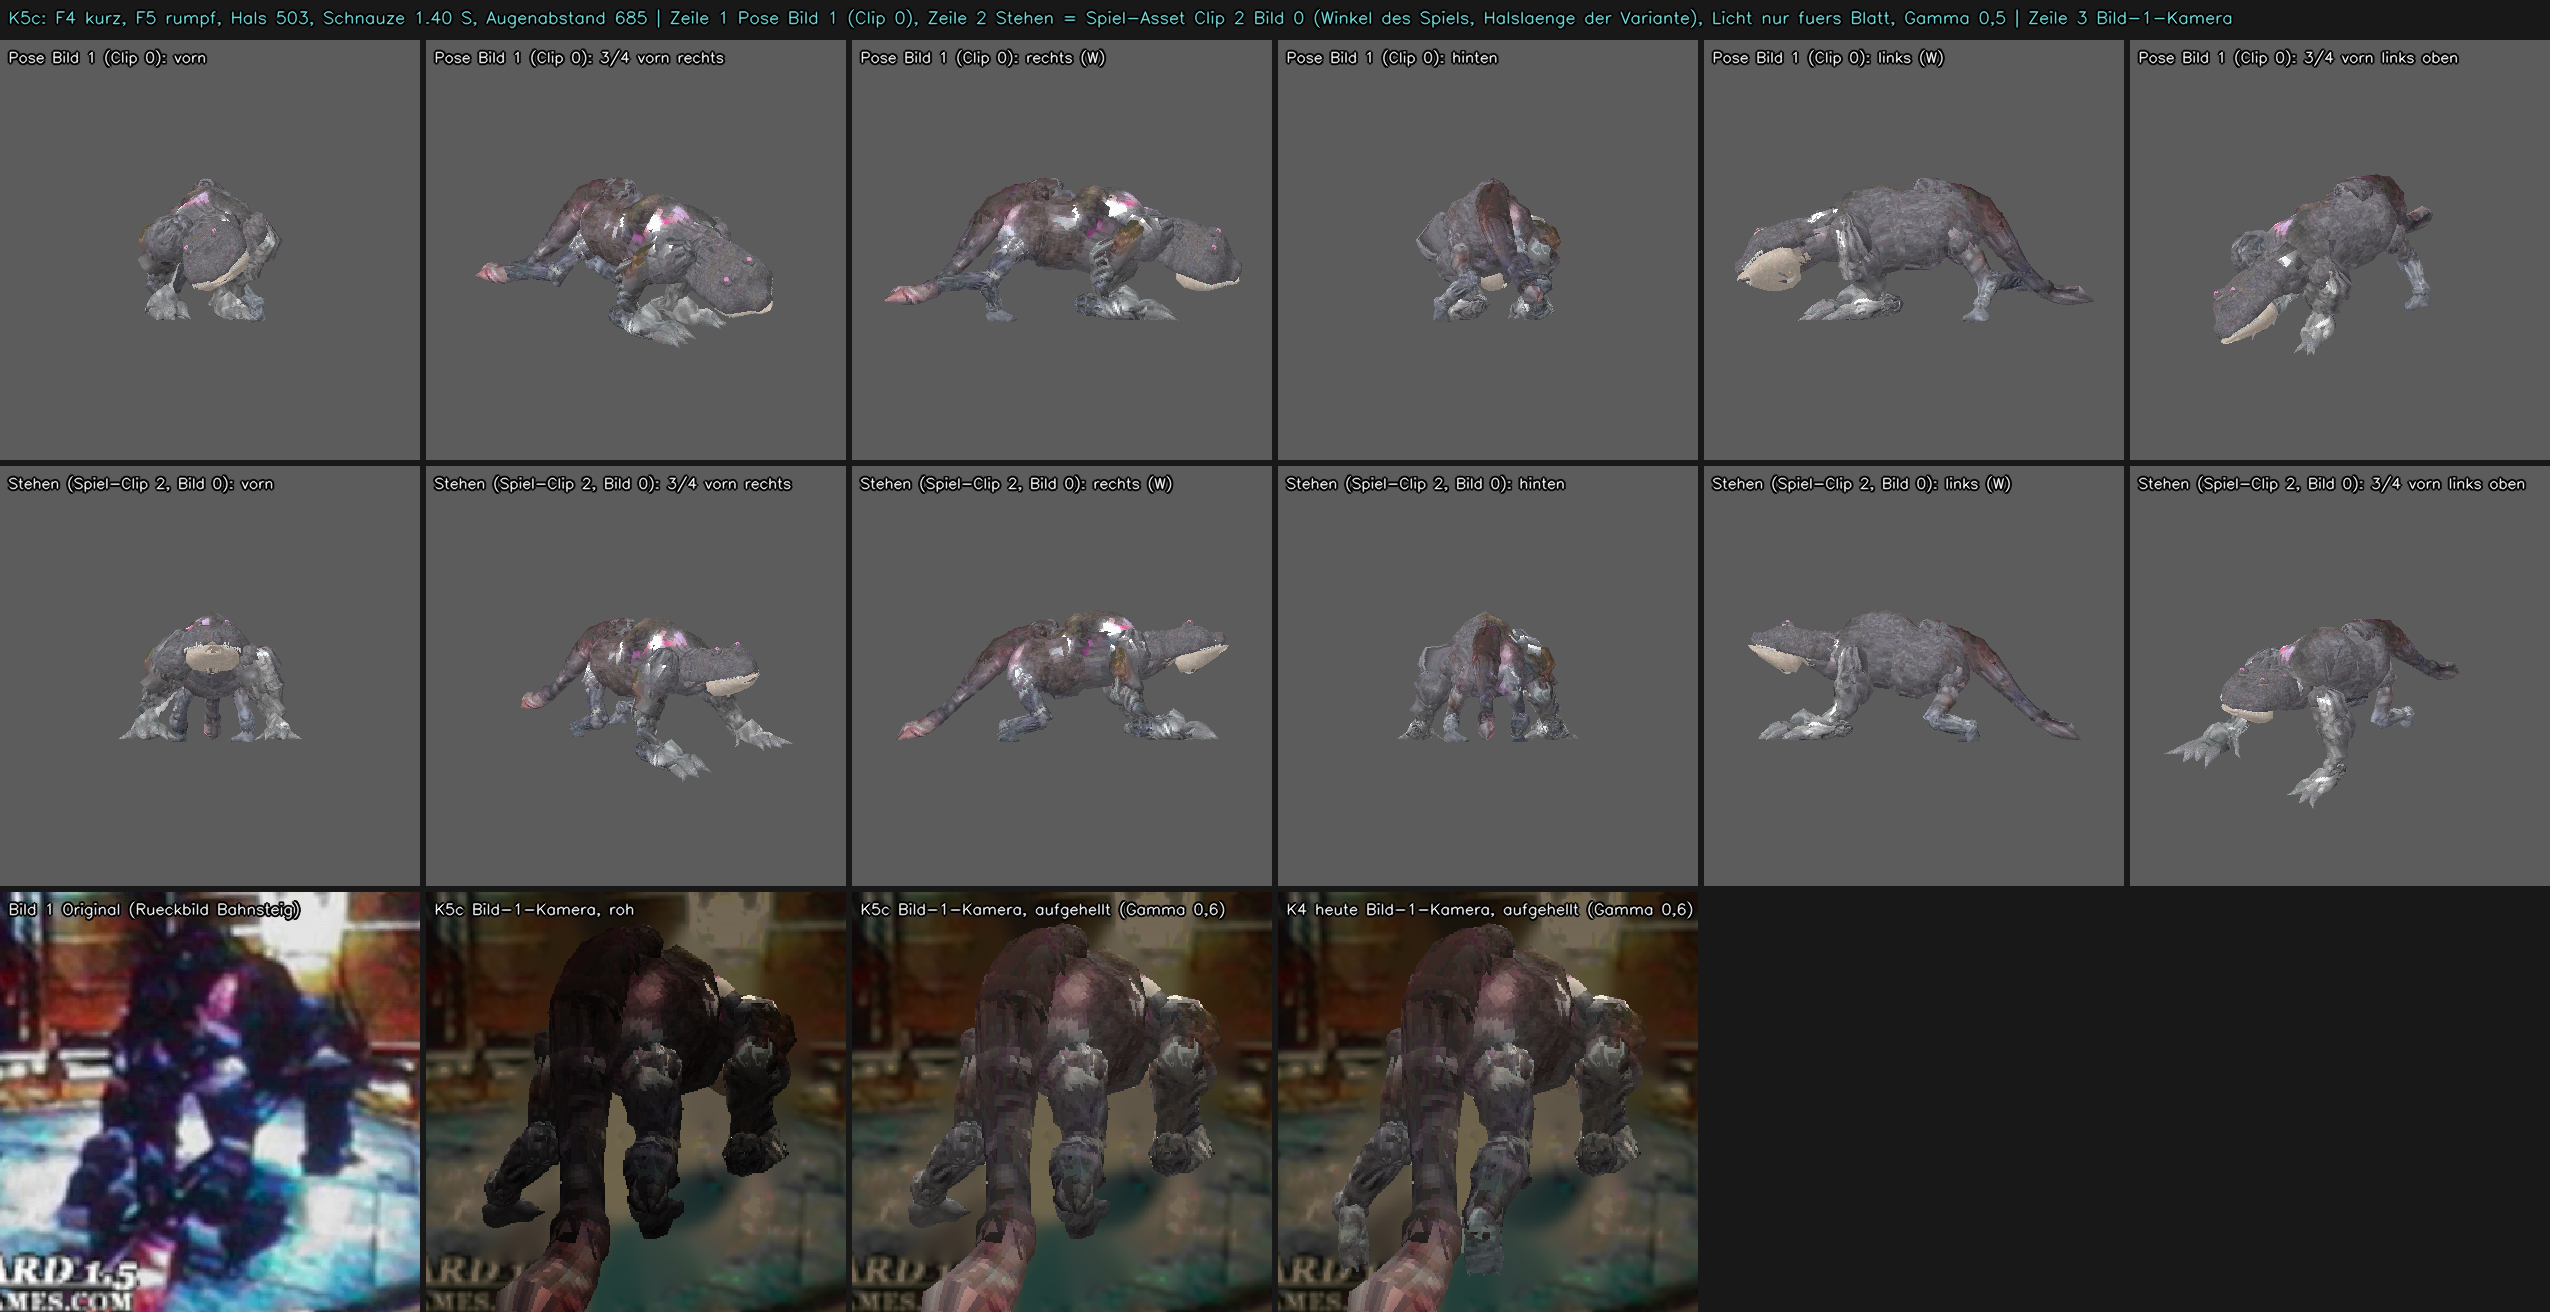 K5c: F4 kurz, F5 rumpf, Hals 503, Schnauze 1.40 S, Augenabstand 685 | Zeile 1 Pose Bild 1 (Clip 0), Zeile 2 Stehen = Spiel-Asset Clip 2 Bild 0 (Winkel des Spiels, Halslaenge der Variante), Licht nur fuers Blatt, Gamma 0,5 | Zeile 3 Bild-1-Kamera
Pose Bild 1 (Clip 0): vorn
Pose Bild 1 (Clip 0): 3/4 vorn rechts
Pose Bild 1 (Clip 0): rechts (W)
Pose Bild 1 (Clip 0): hinten
Pose Bild 1 (Clip 0): links (W)
Pose Bild 1 (Clip 0): 3/4 vorn links oben
Stehen (Spiel-Clip 2, Bild 0): vorn
Stehen (Spiel-Clip 2, Bild 0): 3/4 vorn rechts
Stehen (Spiel-Clip 2, Bild 0): rechts (W)
Stehen (Spiel-Clip 2, Bild 0): hinten
Stehen (Spiel-Clip 2, Bild 0): links (W)
Stehen (Spiel-Clip 2, Bild 0): 3/4 vorn links oben
Bild 1 Original (Rueckbild Bahnsteig)
K5c Bild-1-Kamera, roh
K5c Bild-1-Kamera, aufgehellt (Gamma 0,6)
K4 heute Bild-1-Kamera, aufgehellt (Gamma 0,6)
ARD 1.5
MES.COM